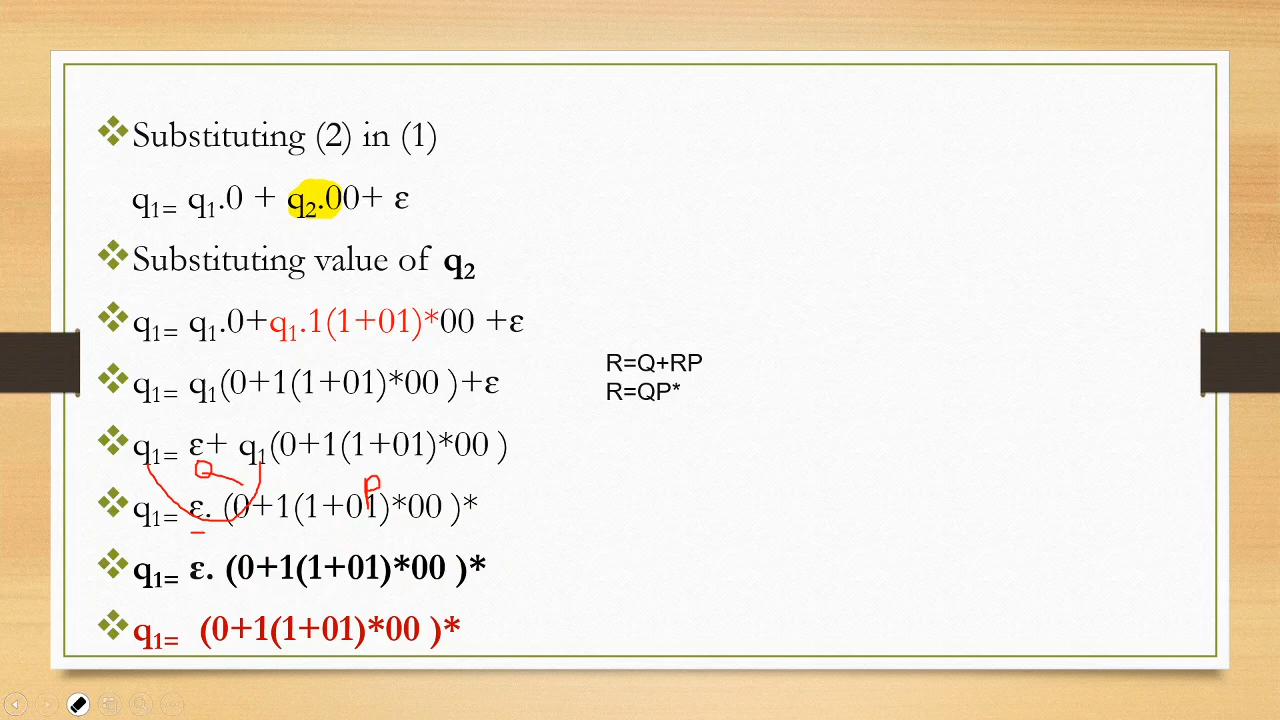 Substituting (2) in (1)
q₁₌ q₁.0 + q₂.00+ ε
Substituting value of q₂
q₁₌ q₁.0+q₁.1(1+01)*00 +ε
q₁₌ q₁(0+1(1+01)*00 )+ε
R=Q+RP
R=QP*
q₁₌ ε+ q₁(0+1(1+01)*00 )
Q
P
q₁₌ ε. (0+1(1+01)*00 )*
q₁₌ ε. (0+1(1+01)*00 )*
q₁₌ (0+1(1+01)*00 )*